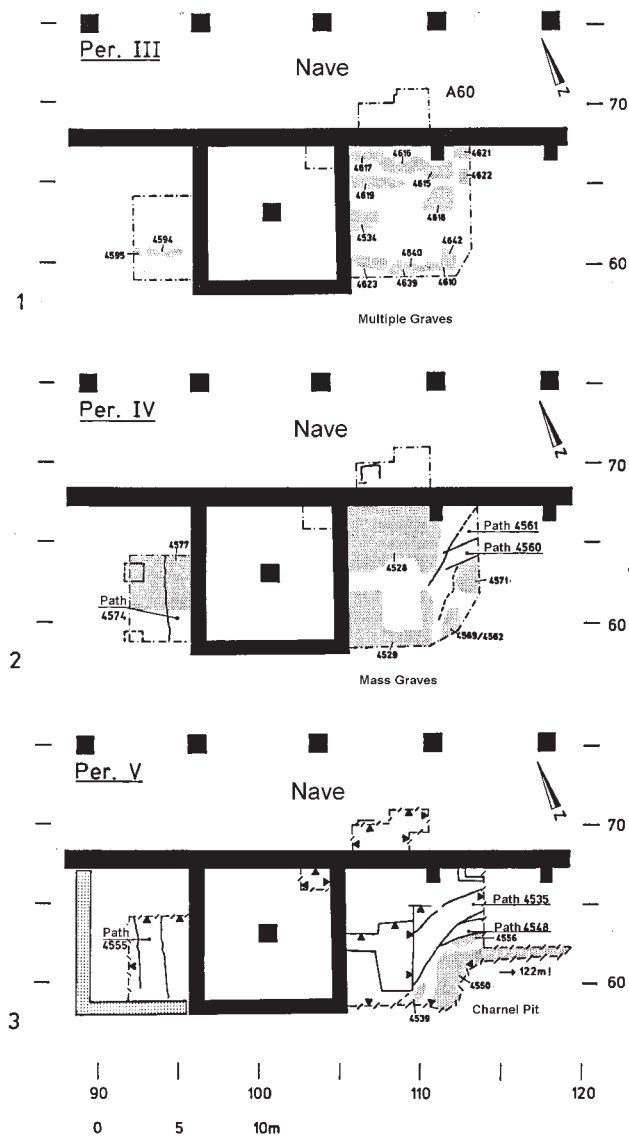 Per. III
Nave
A60
70
4617
4616
4621
4615
4622
4619
4618
4534
4594
4640
4642
4595
60
4623
4639
4610
1
Multiple Graves
N
Per. IV
Nave
70
4577
Path 4561
Path 4560
4528
4571
Path
4574
60
4569/4562
4529
2
Mass Graves
N
Per. V
Nave
70
Path 4535
Path
4555
Path 4548
4556
→ 122m!
60
4550
4539
Charnel Pit
3
N
90 100 110 120
0 5 10m